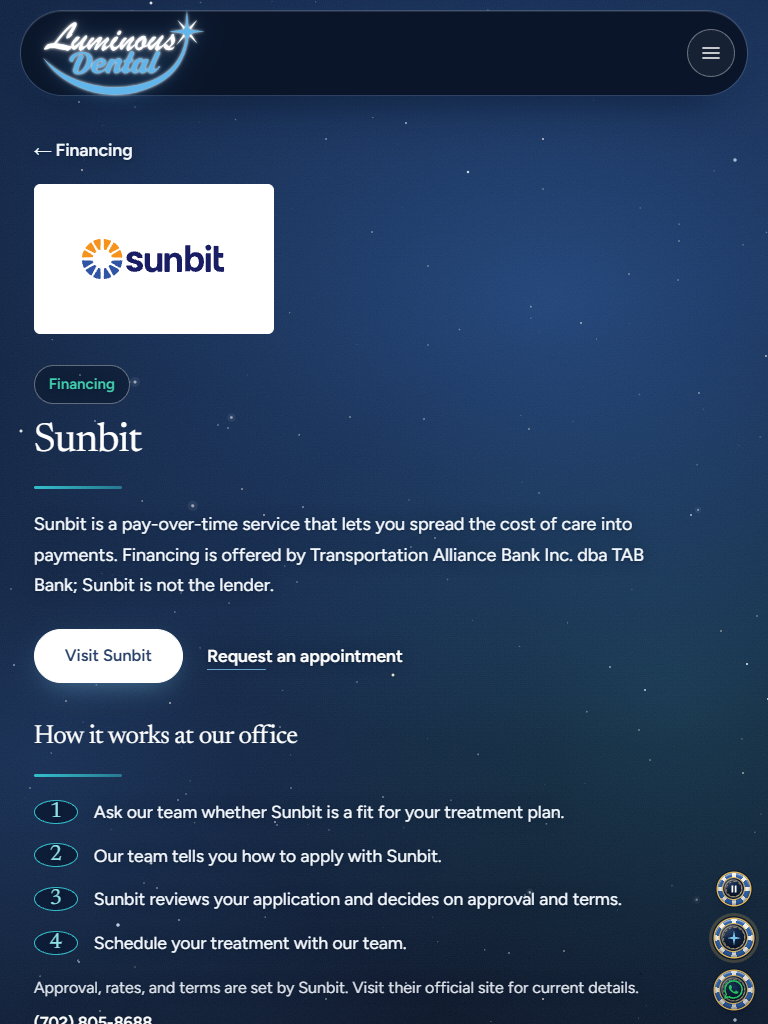 Luminous
Dental
← Financing
sunbit
Financing
Sunbit
Sunbit is a pay-over-time service that lets you spread the cost of care into
payments. Financing is offered by Transportation Alliance Bank Inc. dba TAB
Bank; Sunbit is not the lender.
Visit Sunbit
Request an appointment
How it works at our office
1 Ask our team whether Sunbit is a fit for your treatment plan.
2 Our team tells you how to apply with Sunbit.
3 Sunbit reviews your application and decides on approval and terms.
4 Schedule your treatment with our team.
Approval, rates, and terms are set by Sunbit. Visit their official site for current details.
(702) 805-8688